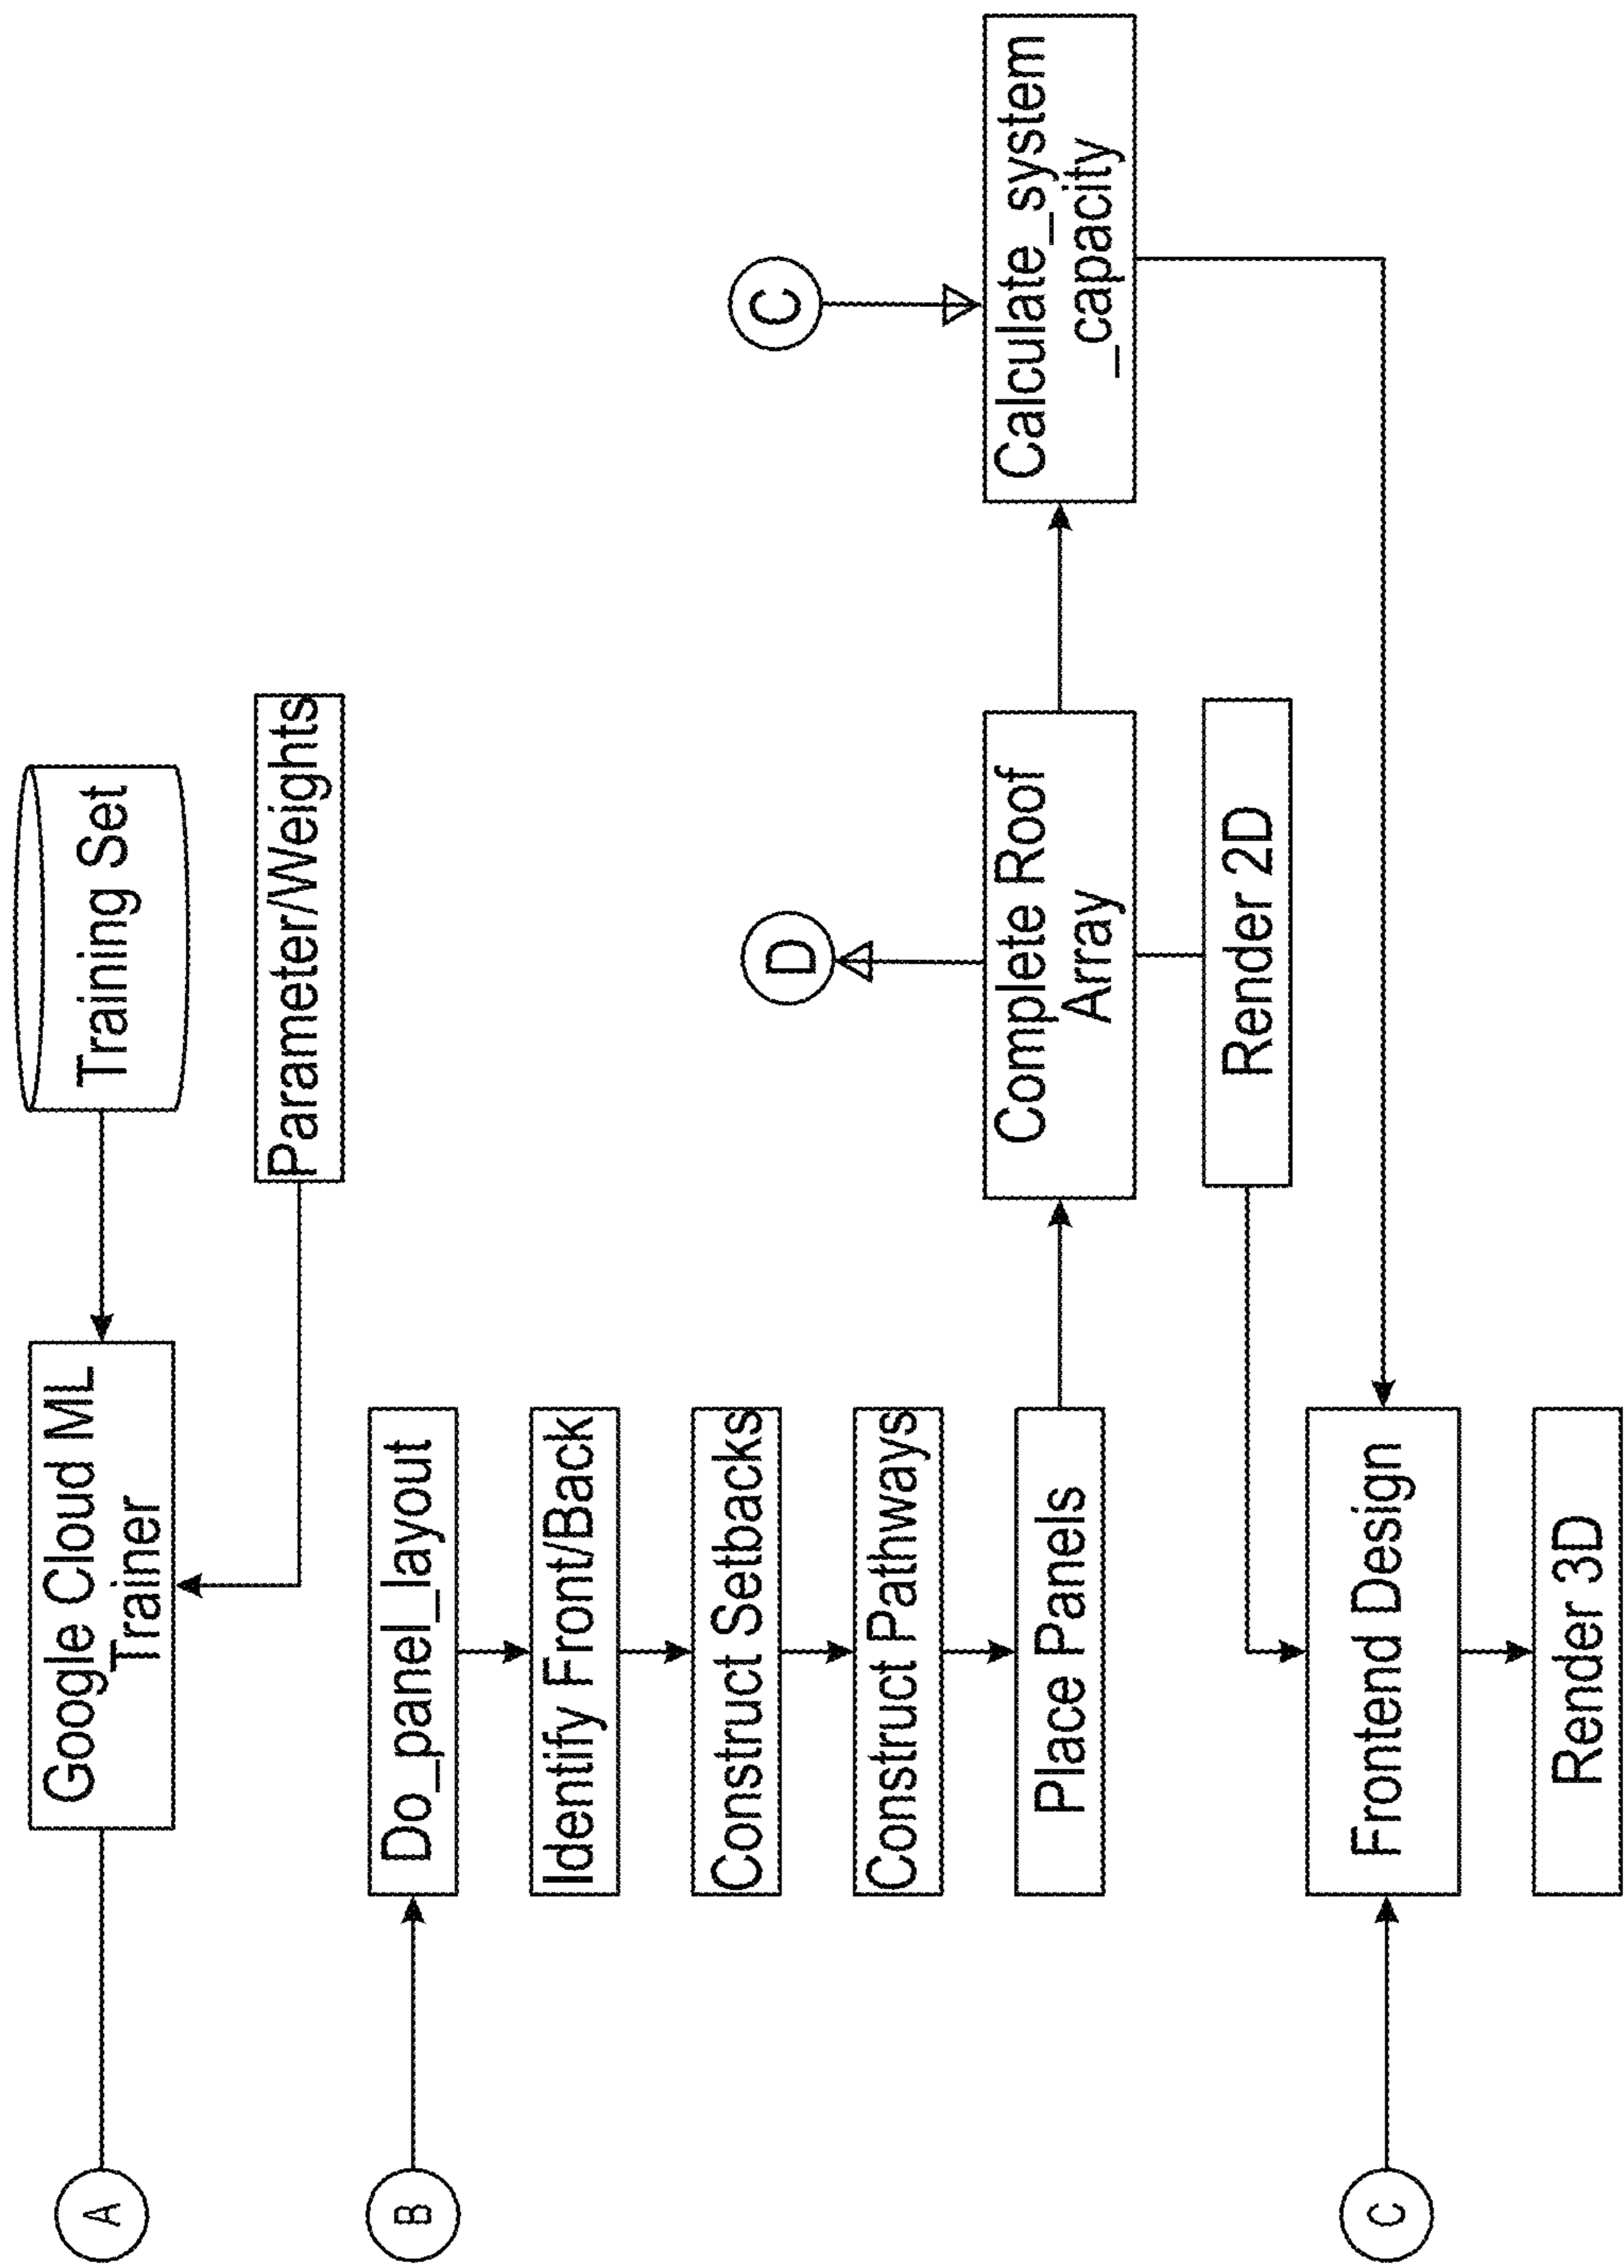 A
Google Cloud ML
Trainer
Training Set
Parameter/Weights
B
Do_panel_layout
Identify Front/Back
Construct Setbacks
Construct Pathways
Place Panels
D
Complete Roof
Array
Render 2D
C
Calculate_system
_capacity
C
Frontend Design
Render 3D